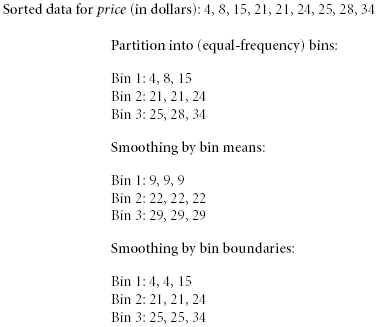 Sorted data for price (in dollars): 4, 8, 15, 21, 21, 24, 25, 28, 34
Partition into (equal-frequency) bins:
Bin 1: 4, 8, 15
Bin 2: 21, 21, 24
Bin 3: 25, 28, 34
Smoothing by bin means:
Bin 1: 9, 9, 9
Bin 2: 22, 22, 22
Bin 3: 29, 29, 29
Smoothing by bin boundaries:
Bin 1: 4, 4, 15
Bin 2: 21, 21, 24
Bin 3: 25, 25, 34